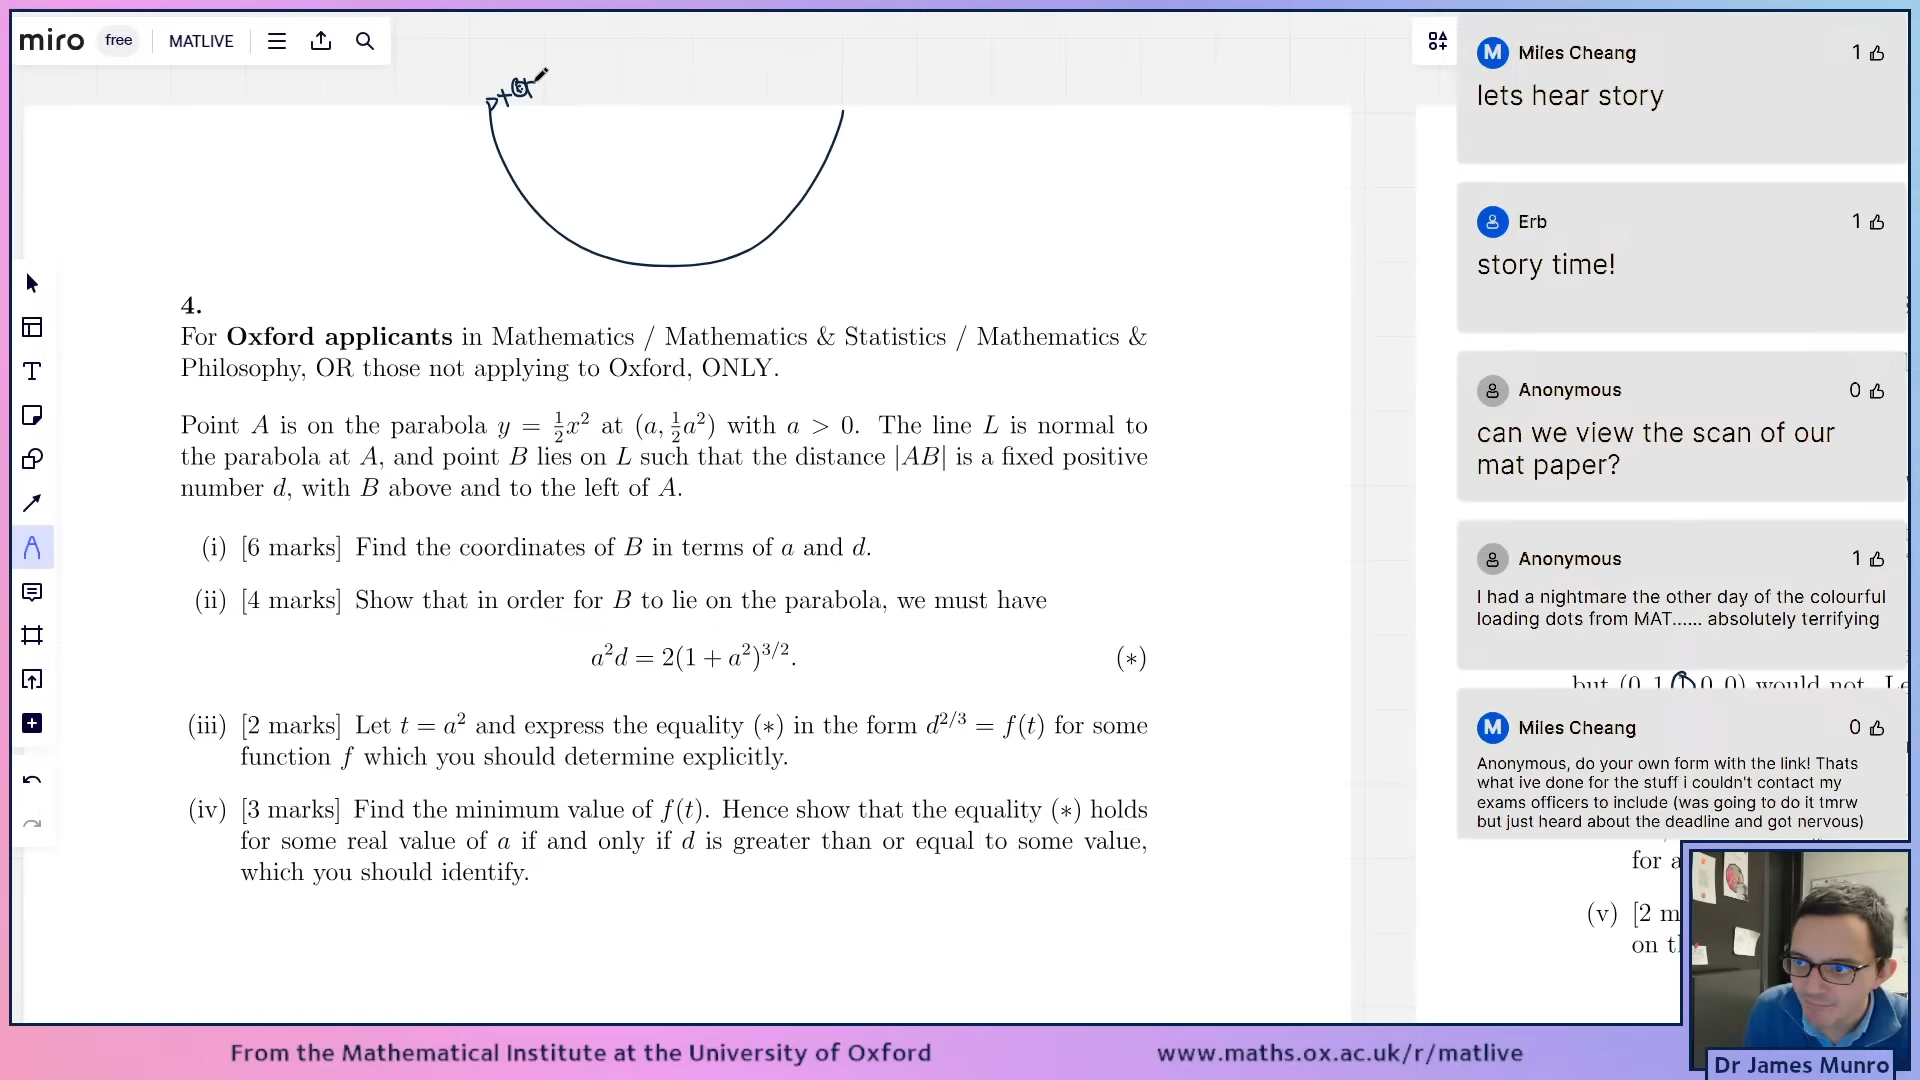 miro free MATLIVE
4.
For Oxford applicants in Mathematics / Mathematics & Statistics / Mathematics &
Philosophy, OR those not applying to Oxford, ONLY.
Point A is on the parabola y = ½x² at (a, ½a²) with a > 0. The line L is normal to
the parabola at A, and point B lies on L such that the distance |AB| is a fixed positive
number d, with B above and to the left of A.
(i) [6 marks] Find the coordinates of B in terms of a and d.
(ii) [4 marks] Show that in order for B to lie on the parabola, we must have
a²d = 2(1 + a²)^{3/2}. (∗)
(iii) [2 marks] Let t = a² and express the equality (∗) in the form d^{2/3} = f(t) for some
function f which you should determine explicitly.
(iv) [3 marks] Find the minimum value of f(t). Hence show that the equality (∗) holds
for some real value of a if and only if d is greater than or equal to some value,
which you should identify.
M Miles Cheang 1
lets hear story
Erb 1
story time!
Anonymous 0
can we view the scan of our
mat paper?
Anonymous 1
I had a nightmare the other day of the colourful
loading dots from MAT...... absolutely terrifying
but (0, 1, 1, 0, 0) would not.
M Miles Cheang 0
Anonymous, do your own form with the link! Thats
what ive done for the stuff i couldn't contact my
exams officers to include (was going to do it tmrw
but just heard about the deadline and got nervous)
for
(v) [2
on
From the Mathematical Institute at the University of Oxford
www.maths.ox.ac.uk/r/matlive
Dr James Munro